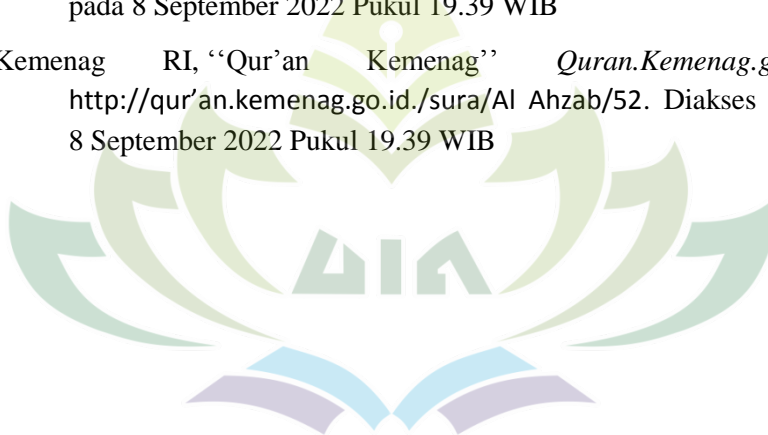 pada 8 September 2022 Pukul 19.39 WIB
Kemenag RI, ‘‘Qur’an Kemenag’’ Quran.Kemenag.g
http://qur’an.kemenag.go.id./sura/Al Ahzab/52. Diakses
8 September 2022 Pukul 19.39 WIB
UIN